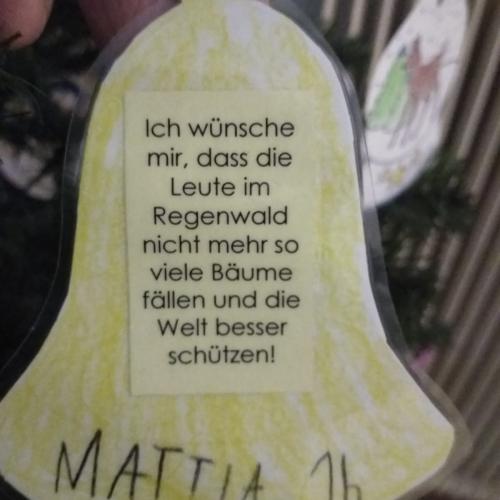 Ich wünsche
mir, dass die
Leute im
Regenwald
nicht mehr so
viele Bäume
fällen und die
Welt besser
schützen!
MATTIA 1b